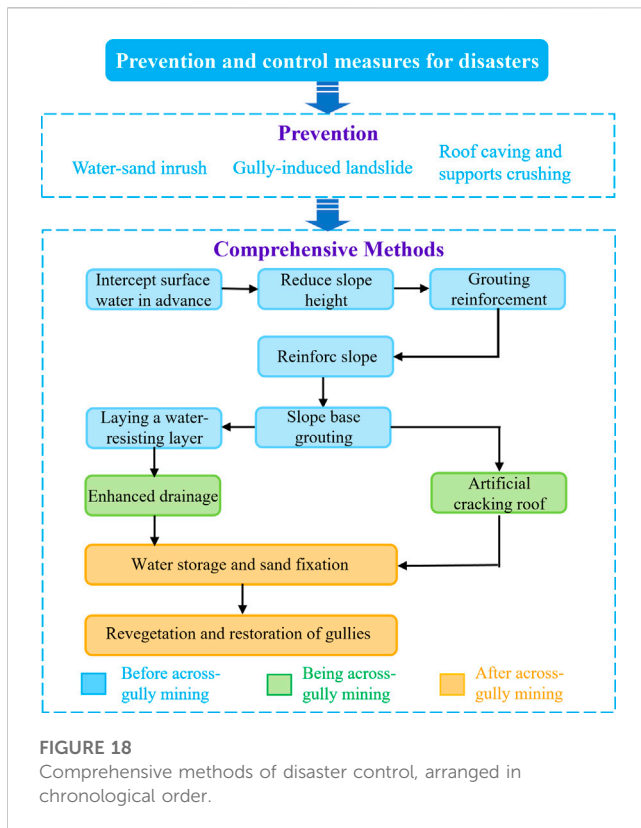 Prevention and control measures for disasters
Prevention
Water-sand inrush
Gully-induced landslide
Roof caving and
supports crushing
Comprehensive Methods
Intercept surface
water in advance
Reduce slope
height
Grouting
reinforcement
Reinforc slope
Slope base
grouting
Laying a water-
resisting layer
Enhanced drainage
Artificial
cracking roof
Water storage and sand fixation
Revegetation and restoration of gullies
Before across-
gully mining
Being across-
gully mining
After across-
gully mining
FIGURE 18
Comprehensive methods of disaster control, arranged in
chronological order.